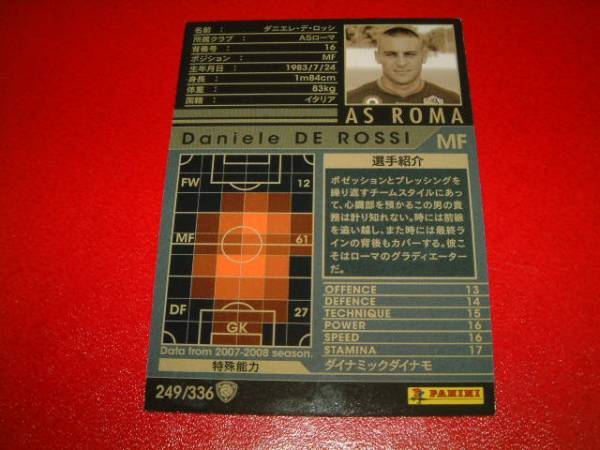 名前： ダニエレ・デ・ロッシ
所属クラブ： ASローマ
背番号： 16
ポジション： MF
生年月日： 1983/7/24
身長： 1m84cm
体重： 83kg
国籍： イタリア
AS ROMA
Daniele DE ROSSI MF
FW 12
MF 61
DF 27
GK
Data from 2007-2008 season.
特殊能力
249/336
選手紹介
ポゼッションとプレッシングを
繰り返すチームスタイルにあっ
て、心臓部を預かるこの男の責
務は計り知れない。時には前線
を追い越し、また時には最終ラ
インの背後もカバーする。彼こ
そはローマのグラディエーター
だ。
OFFENCE 13
DEFENCE 14
TECHNIQUE 15
POWER 16
SPEED 16
STAMINA 17
ダイナミックダイナモ
PANINI